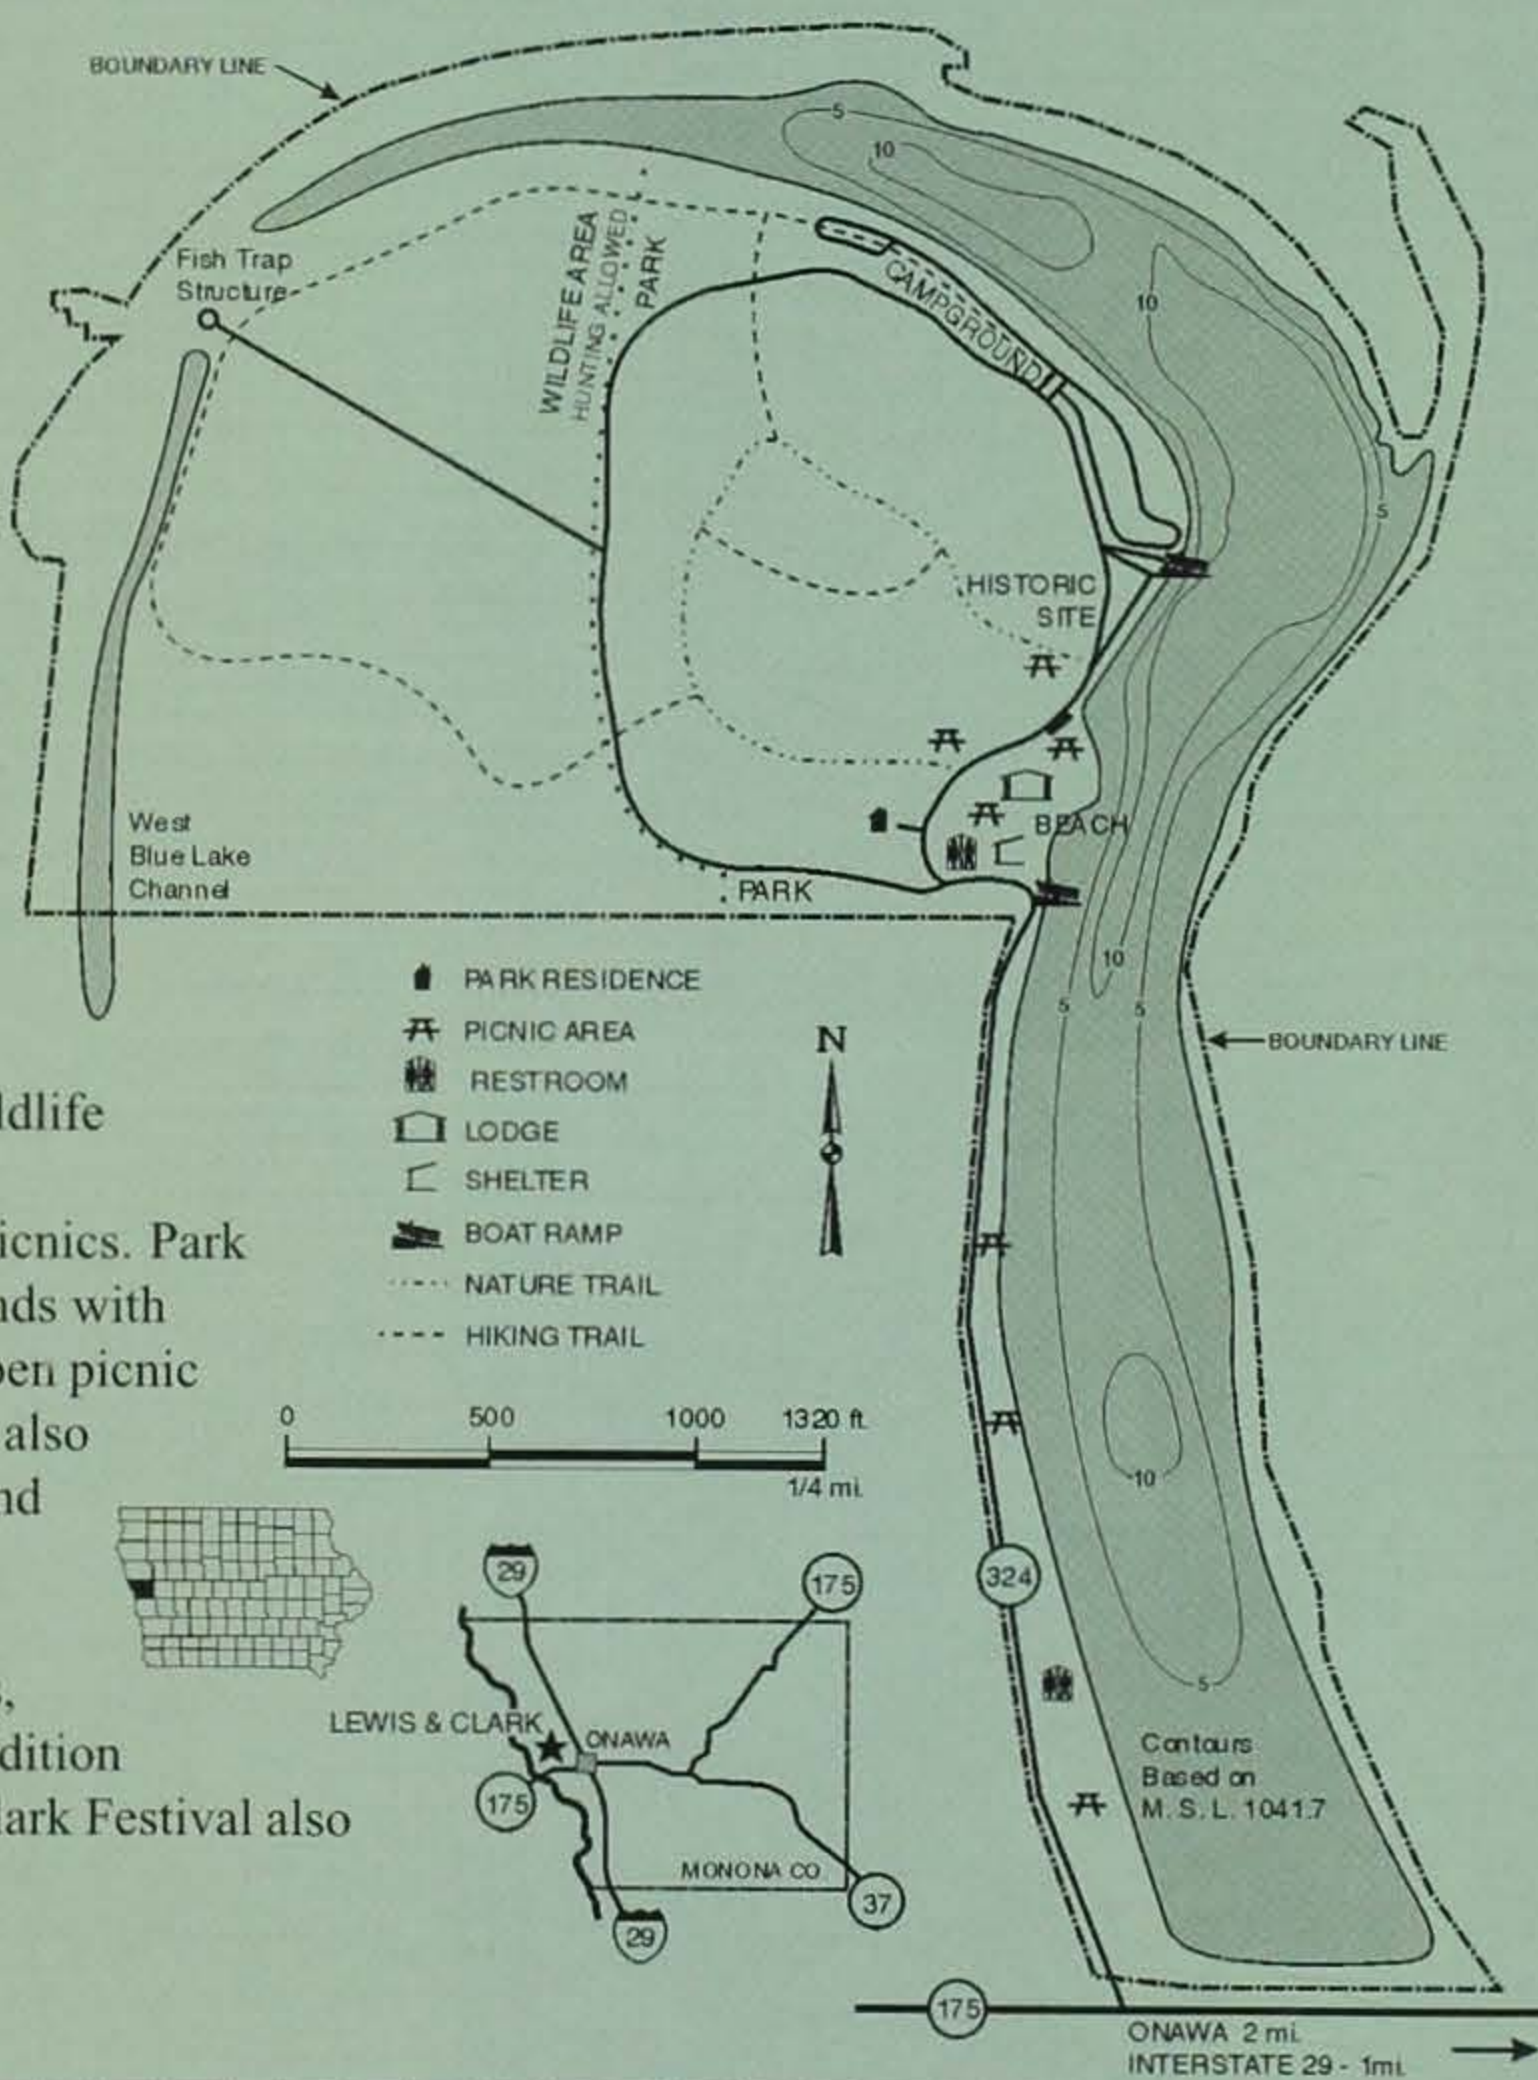 BOUNDARY LINE
5
10
Fish Trap
Structure
WILDLIFE AREA
HUNTING ALLOWED
PARK
CAMPGROUND
10
5
HISTORIC
SITE
West
Blue Lake
Channel
BEACH
PARK
10
5
5
BOUNDARY LINE
PARK RESIDENCE
PICNIC AREA
RESTROOM
LODGE
SHELTER
BOAT RAMP
NATURE TRAIL
HIKING TRAIL
N
0 500 1000 1320 ft.
1/4 mi.
ldlife
icnics. Park
nds with
pen picnic
also
nd
s,
dition
lark Festival also
10
324
5
29
175
LEWIS & CLARK
ONAWA
175
MONONA CO
37
29
Contours
Based on
M. S. L. 1041.7
175
ONAWA 2 mi.
INTERSTATE 29 - 1mi.